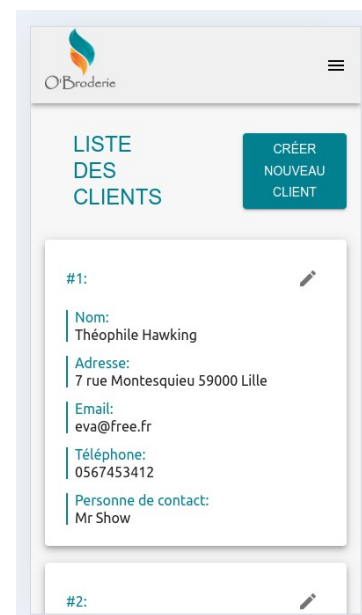 O'Broderie
LISTE
DES
CLIENTS
CRÉER
NOUVEAU
CLIENT
#1:
Nom:
Théophile Hawking
Adresse:
7 rue Montesquieu 59000 Lille
Email:
eva@free.fr
Téléphone:
0567453412
Personne de contact:
Mr Show
#2: